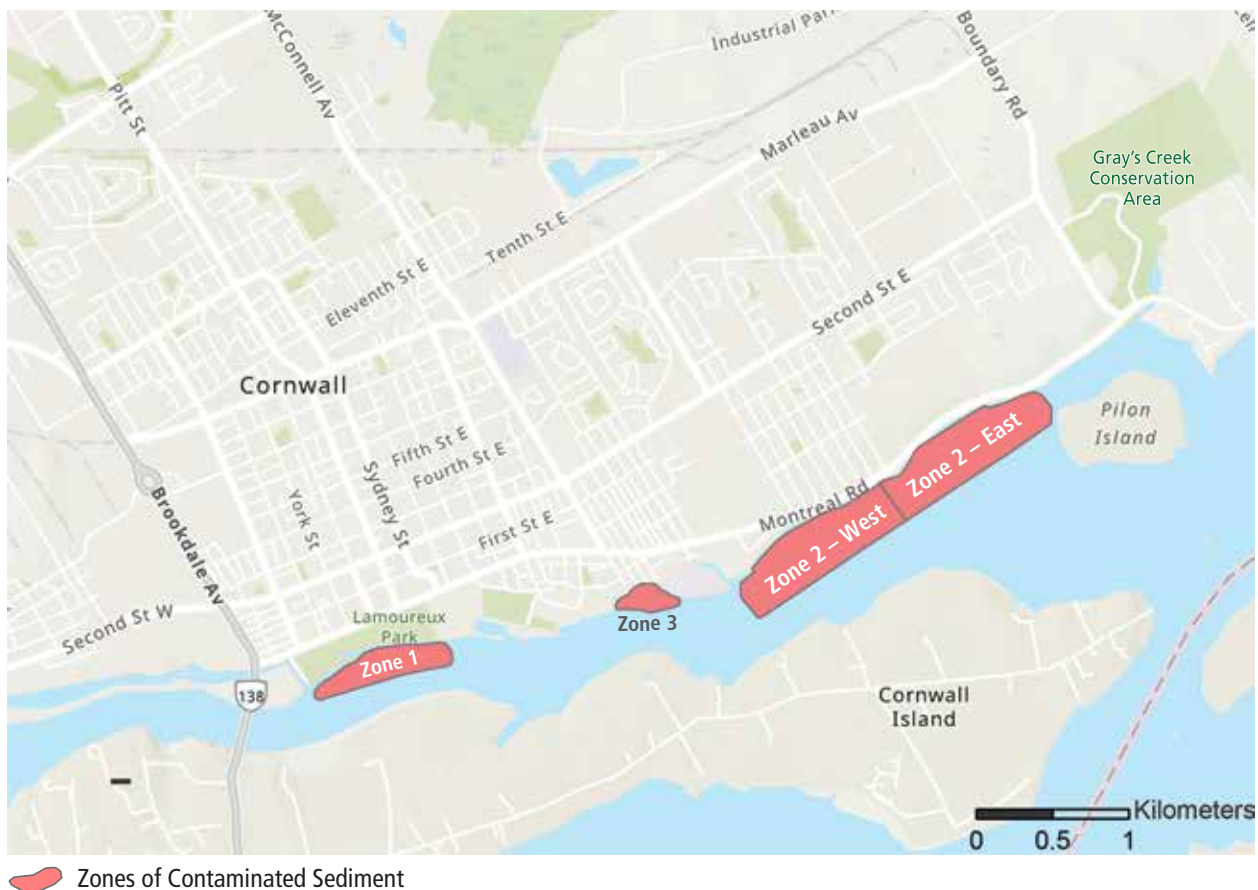 Industrial Park
McConnell Av
Boundary Rd
Pitt St
Marleau Av
Gray's Creek
Conservation
Area
Tenth St E
Eleventh St E
Second St E
Cornwall
Pilon
Island
Fifth St E
Fourth St E
Sydney St
York St
Brookdale Av
First St E
Montreal Rd
Zone 2 – East
Zone 2 – West
Second St W
Lamoureux
Park
Zone 3
Zone 1
138
Cornwall
Island
Kilometers
0 0.5 1
Zones of Contaminated Sediment